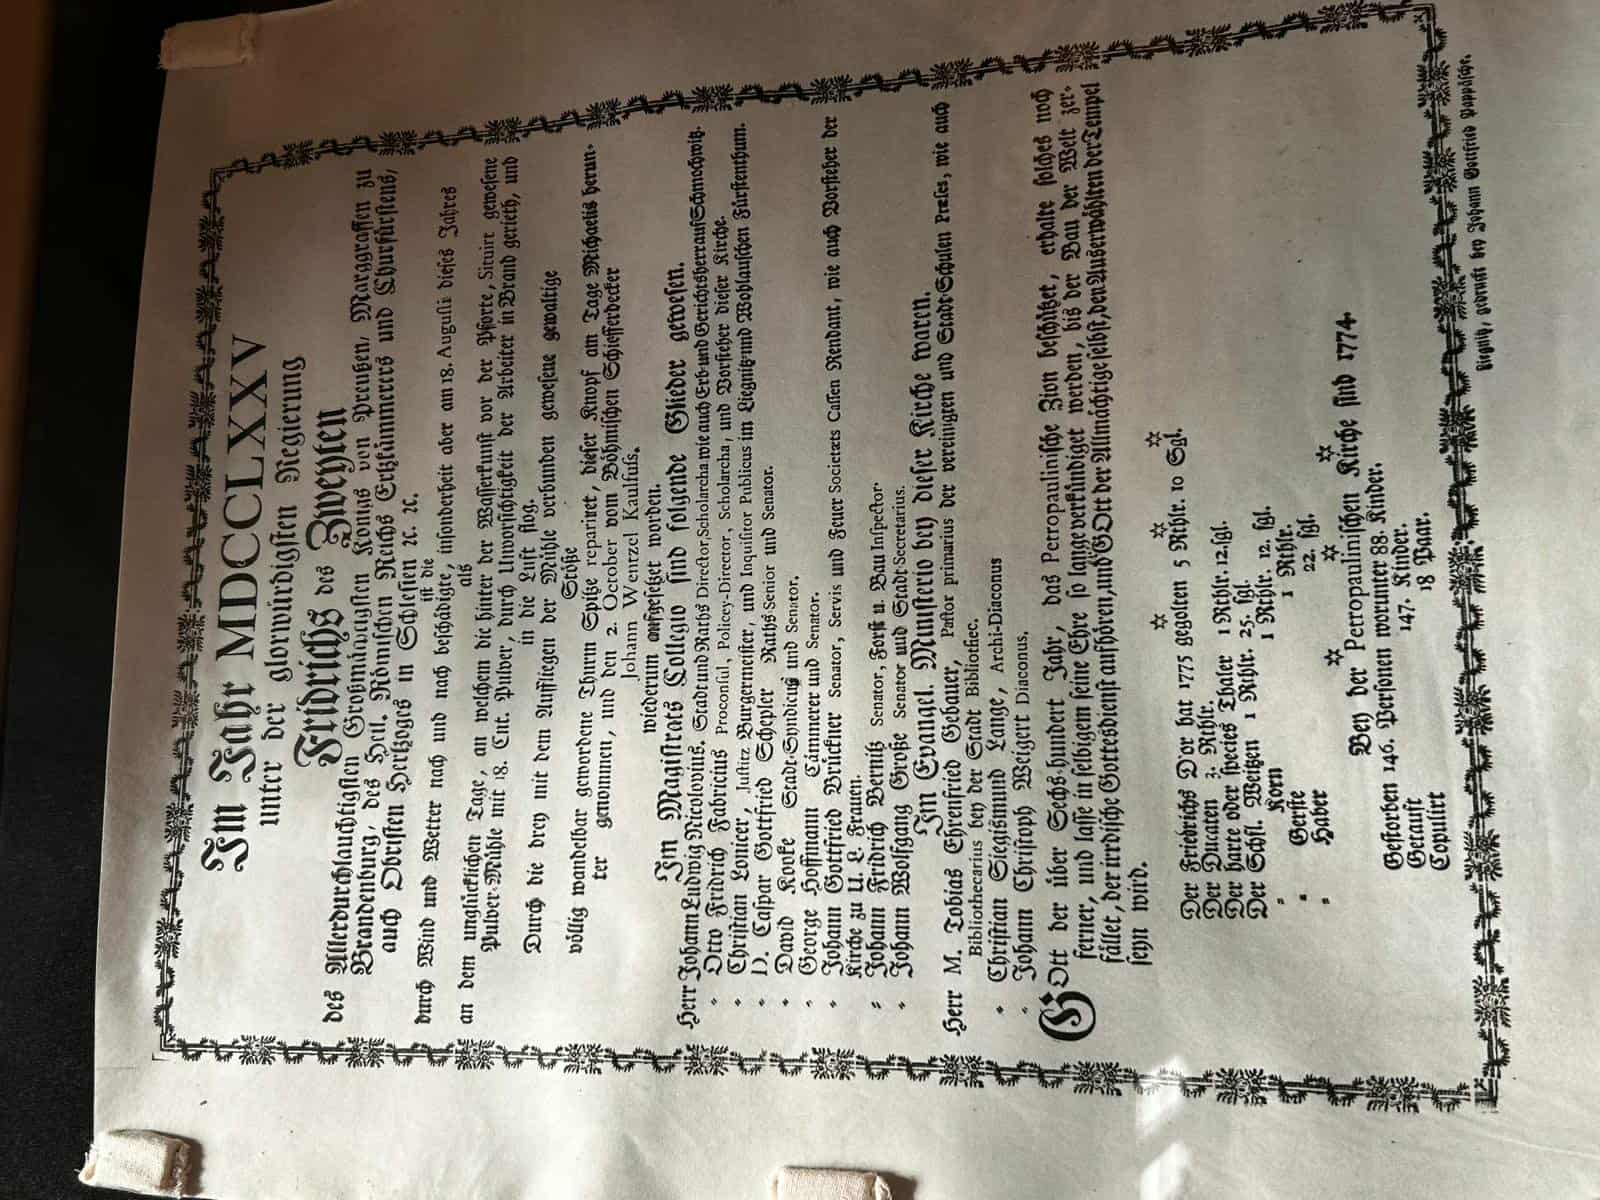 Im Jahr MDCCLXXV
unter der glorwürdigsten Regierung
Fridrichs des Zweyten
des Allerdurchlauchtigsten Großmächtigsten Königs von Preußen, Marggraffen zu
Brandenburg, des Heil. Römischen Reichs Ertzkämmerers und Churfürstens,
auch Obristen Hertzoges in Schlesien ꝛc. ꝛc.
ist die
durch Wind und Wetter nach und nach beschädigte, insonderheit aber am 18. Augusti dieses Jahres
als
an dem unglücklichen Tage, an welchem die hinter der Wasserkunst vor der Pforte, Situirt gewesene
Pulver-Mühle mit 18. Cnt. Pulver, durch Unvorsichtigkeit der Arbeiter in Brand gerieth, und
in die Luft flog.
Durch die drey mit dem Auffliegen der Mühle verbunden gewesene gewaltige
Stöße
völlig wandelbar gewordene Thurm Spitze repariret, dieser Knopf am Tage Michaelis herun-
ter genommen, und den 2. October vom Böhmischen Schiefferdecker
Johann Wenzel Kaulfuß,
wiederum aufgesetzet worden.
Im Magistrats Collegio sind folgende Glieder gewesen.
Herr Johann Ludwig Nicolovius. Stadt und Raths Director, Scholarcha wie auch Erb- und Gerichtsherr auf Schmochwitz.
" Otto Fridrich Fabricius Proconsul, Policey-Director, Scholarcha, und Vorsteher dieser Kirche.
" Christian Lonicer, Justitz Burgermeister, und Inquisitor Publicus im Liegnitz- und Wohlauschen Fürstenthum.
" D. Caspar Gottfried Schepler Raths-Senior und Senator.
" David Kooke Stadt-Syndicus und Senator.
" George Hoffmann Cämmerer und Senator.
" Johann Gottfried Brückner Senator, Servis und Feuer Societæts Cassen Rendant, wie auch Vorsteher der
Kirche zu U. L. Frauen.
" Johann Fridrich Bernitz Senator, Forst u. Bau Inspector.
" Johann Wolfgang Große Senator und Stadt-Secretarius.
Im Evangel. Ministerio bey dieser Kirche waren.
Herr M. Tobias Ehrenfried Gebauer, Pastor primarius der vereinigten und Stadt-Schulen Præses, wie auch
Bibliothecarius bey der Stadt Bibliothec.
" Christian Siegismund Lange, Archi-Diaconus
" Johann Christoph Weigert Diaconus.
GOtt der über Sechs hundert Jahr, das Petropaulinische Zion beschützet, erhalte solches noch
ferner, und lasse in selbigem seine Ehre so lange verkündiget werden, bis der Bau der Welt zer-
fället, der irrdische Gottesdienst aufhören, und GOtt der Allmächtige selbst, den Auserwählten der Tempel
seyn wird.
Der Friedrichs Dor hat 1775 gegolten 5 Rthlr. 10 Sgl.
Der Ducaten 3. Rthlr.
Der harte oder species Thaler 1 Rthlr. 12. sgl.
Der Schfl. Weitzen 1 Rthlr. 25. sgl.
" Korn 1 Rthlr. 12. sgl.
" Gerste 1 Rthlr.
" Haber 22. sgl.
Bey der Petropaulinischen Kirche sind 1774.
Gestorben 146. Personen worunter 88. Kinder.
Getauft 147. Kinder.
Copulirt 18 Paar.
Liegnitz, gedruckt bey Johann Gottfried Pappäsche.